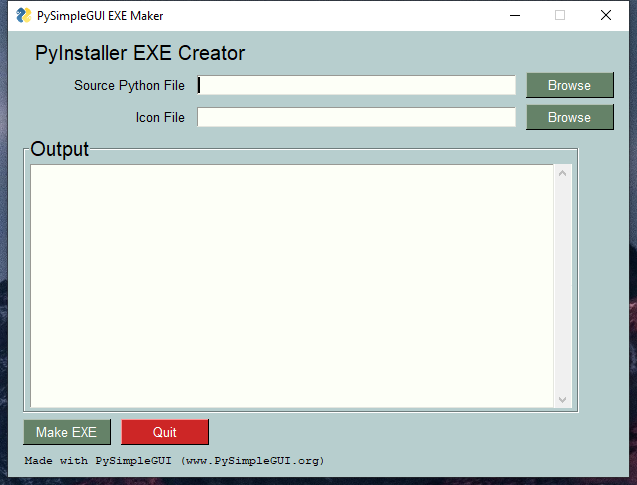 PySimpleGUI EXE Maker
PyInstaller EXE Creator
Source Python File Browse
Icon File Browse
Output
Make EXE Quit
Made with PySimpleGUI (www.PySimpleGUI.org)